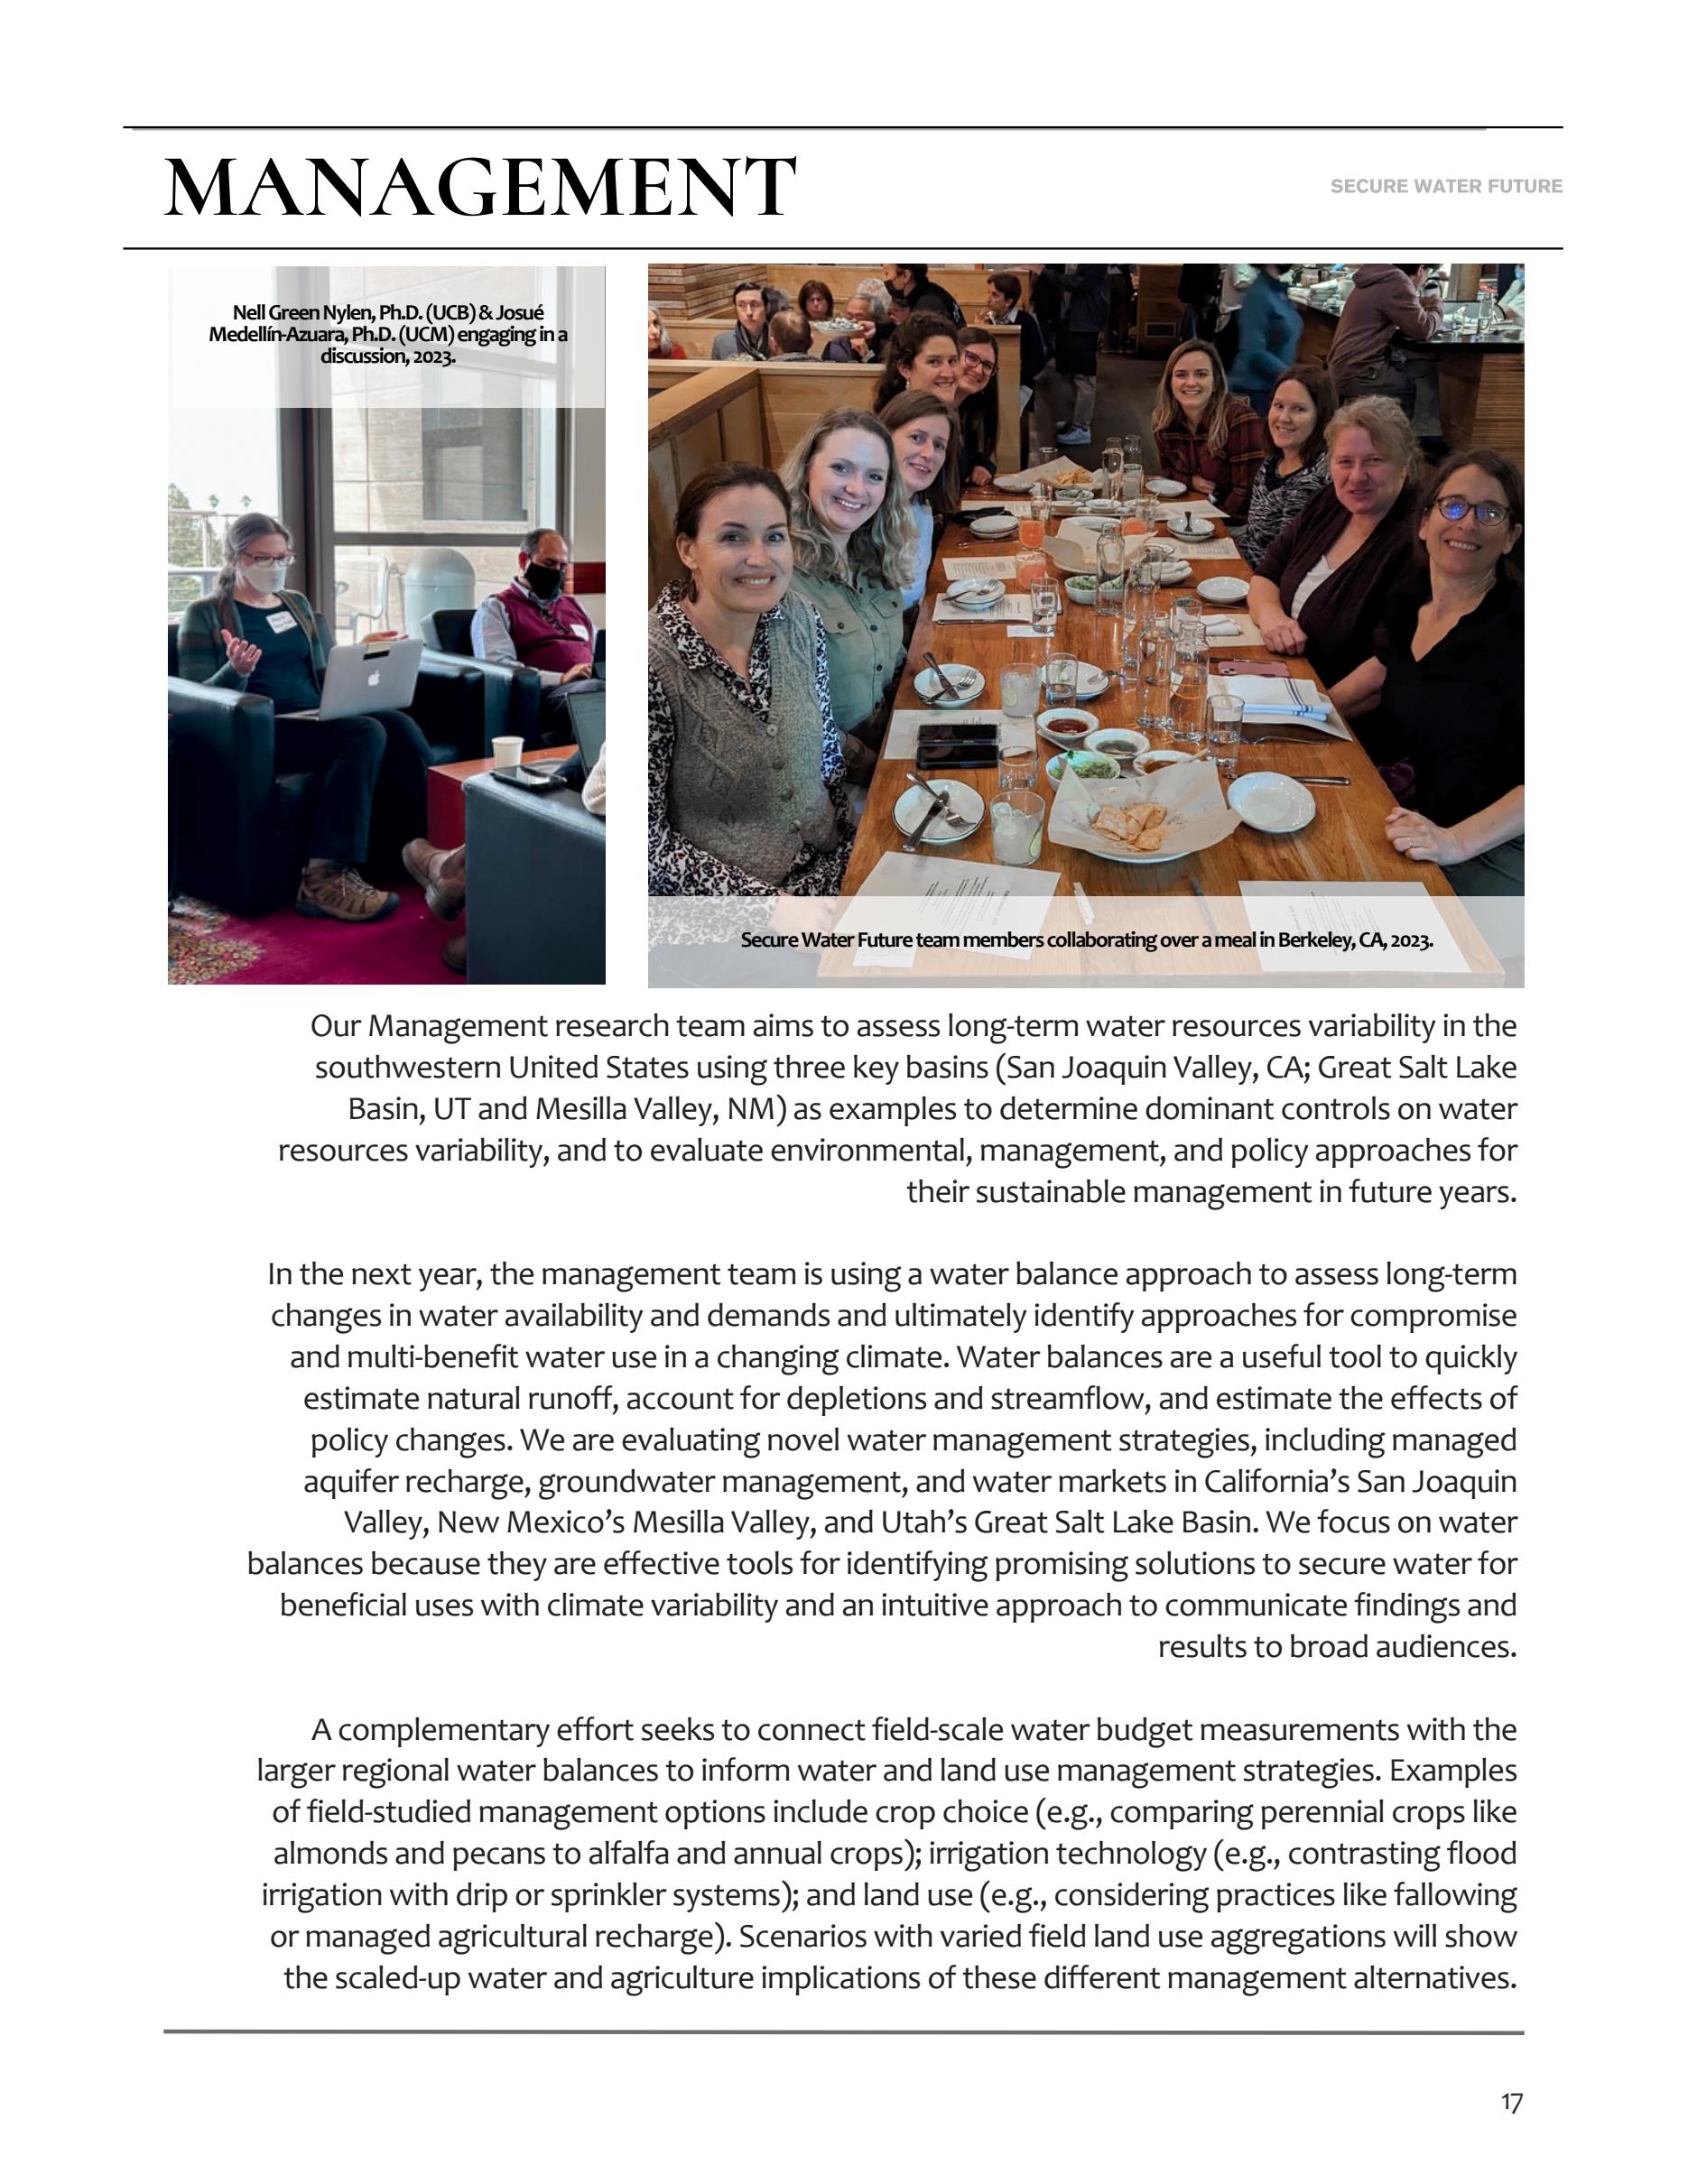 MANAGEMENT
SECURE WATER FUTURE
Nell Green Nylen, Ph.D. (UCB) & Josué
Medellín-Azuara, Ph.D. (UCM) engaging in a
discussion, 2023.
Secure Water Future team members collaborating over a meal in Berkeley, CA, 2023.
Our Management research team aims to assess long-term water resources variability in the
southwestern United States using three key basins (San Joaquin Valley, CA; Great Salt Lake
Basin, UT and Mesilla Valley, NM) as examples to determine dominant controls on water
resources variability, and to evaluate environmental, management, and policy approaches for
their sustainable management in future years.
In the next year, the management team is using a water balance approach to assess long-term
changes in water availability and demands and ultimately identify approaches for compromise
and multi-benefit water use in a changing climate. Water balances are a useful tool to quickly
estimate natural runoff, account for depletions and streamflow, and estimate the effects of
policy changes. We are evaluating novel water management strategies, including managed
aquifer recharge, groundwater management, and water markets in California’s San Joaquin
Valley, New Mexico’s Mesilla Valley, and Utah’s Great Salt Lake Basin. We focus on water
balances because they are effective tools for identifying promising solutions to secure water for
beneficial uses with climate variability and an intuitive approach to communicate findings and
results to broad audiences.
A complementary effort seeks to connect field-scale water budget measurements with the
larger regional water balances to inform water and land use management strategies. Examples
of field-studied management options include crop choice (e.g., comparing perennial crops like
almonds and pecans to alfalfa and annual crops); irrigation technology (e.g., contrasting flood
irrigation with drip or sprinkler systems); and land use (e.g., considering practices like fallowing
or managed agricultural recharge). Scenarios with varied field land use aggregations will show
the scaled-up water and agriculture implications of these different management alternatives.
17